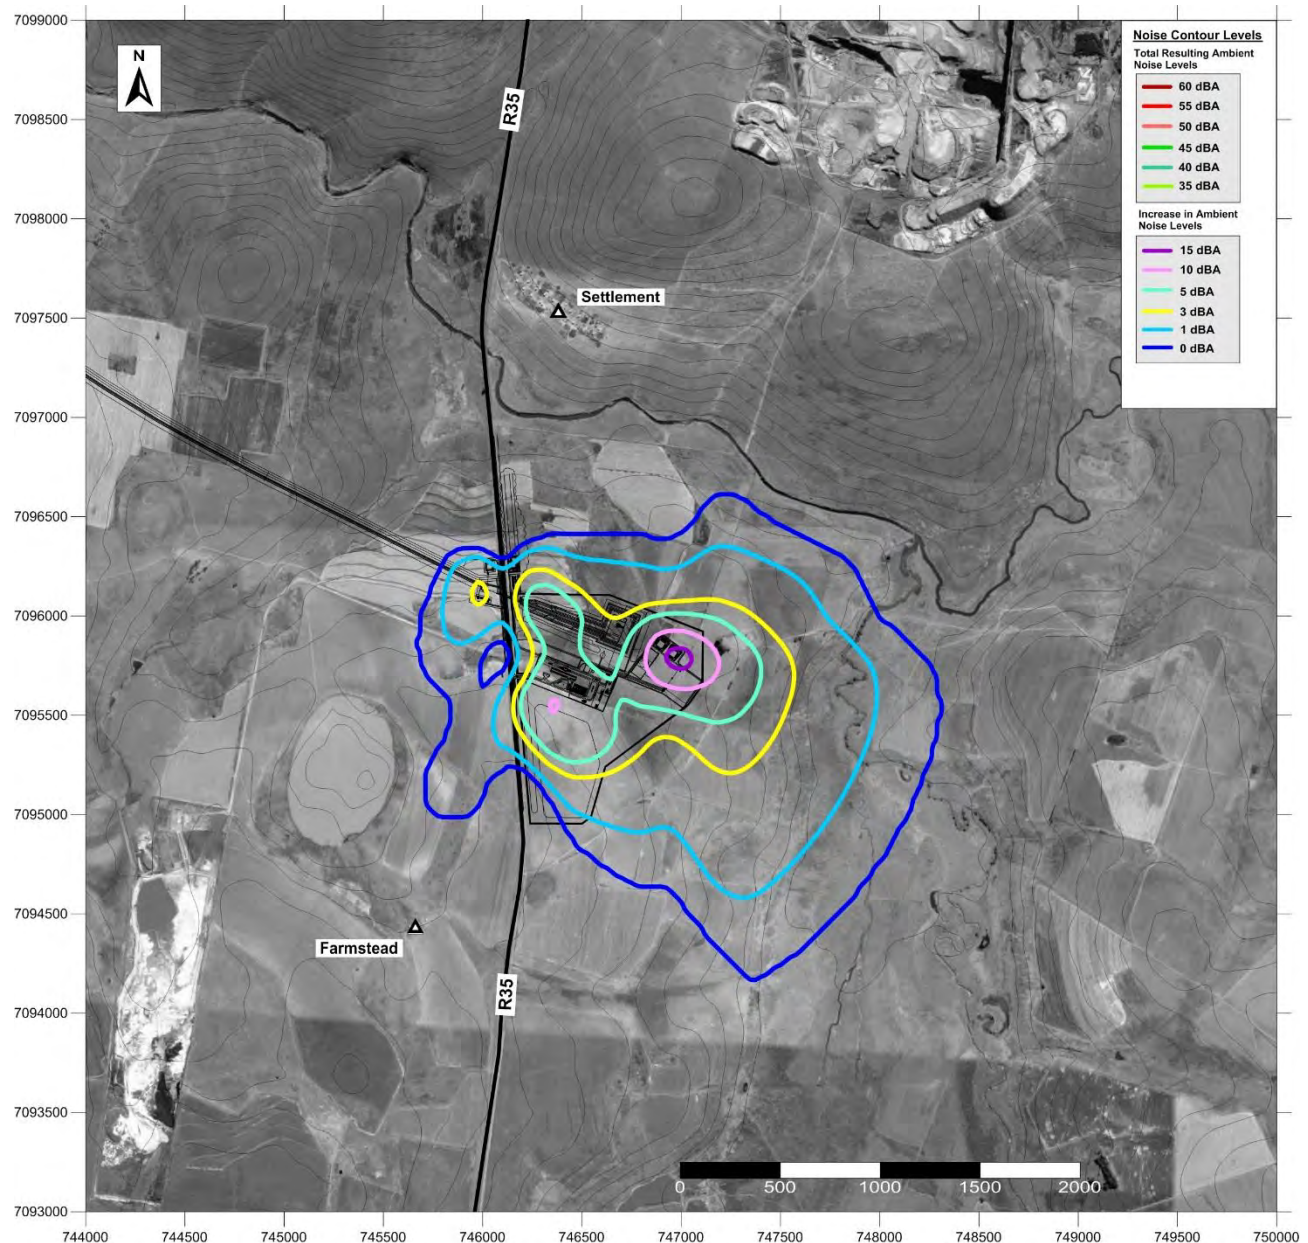 7099000
7098500
7098000
7097500
7097000
7096500
7096000
7095500
7095000
7094500
7094000
7093500
7093000
N
R35
Settlement
Farmstead
R35
Noise Contour Levels
Total Resulting Ambient
Noise Levels
60 dBA
55 dBA
50 dBA
45 dBA
40 dBA
35 dBA
Increase in Ambient
Noise Levels
15 dBA
10 dBA
5 dBA
3 dBA
1 dBA
0 dBA
0 500 1000 1500 2000
744000 744500 745000 745500 746000 746500 747000 747500 748000 748500 749000 749500 750000